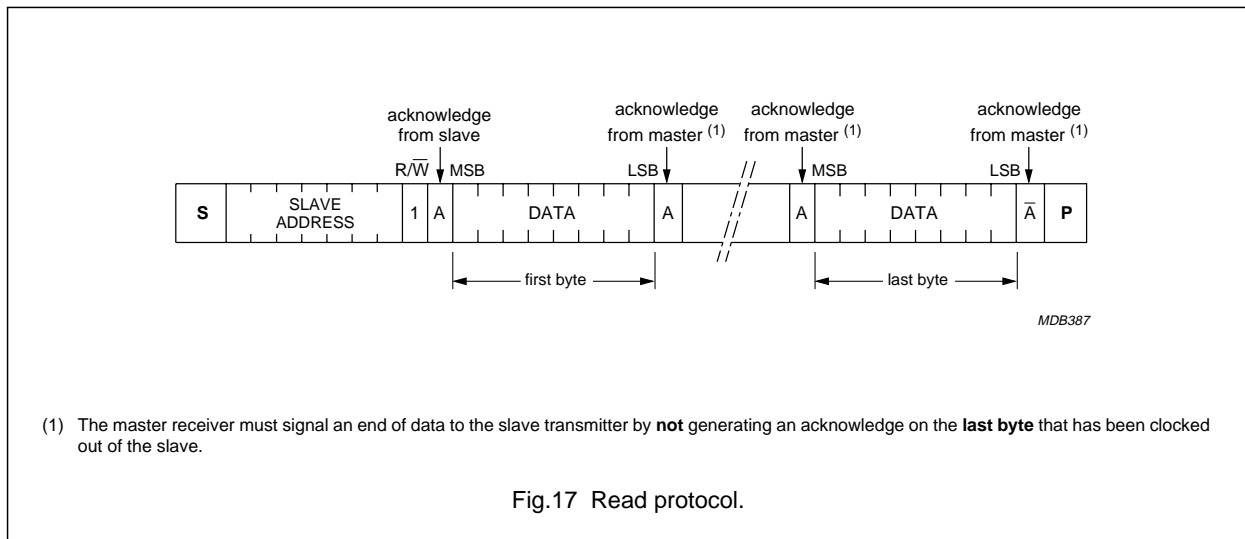 acknowledge
from slave
acknowledge
from master (1)
acknowledge
from master (1)
acknowledge
from master (1)
R/W̅ MSB
LSB
MSB
LSB
S
SLAVE
ADDRESS
1
A
DATA
A
A
DATA
A̅
P
first byte
last byte
MDB387
(1) The master receiver must signal an end of data to the slave transmitter by not generating an acknowledge on the last byte that has been clocked
out of the slave.
Fig.17 Read protocol.